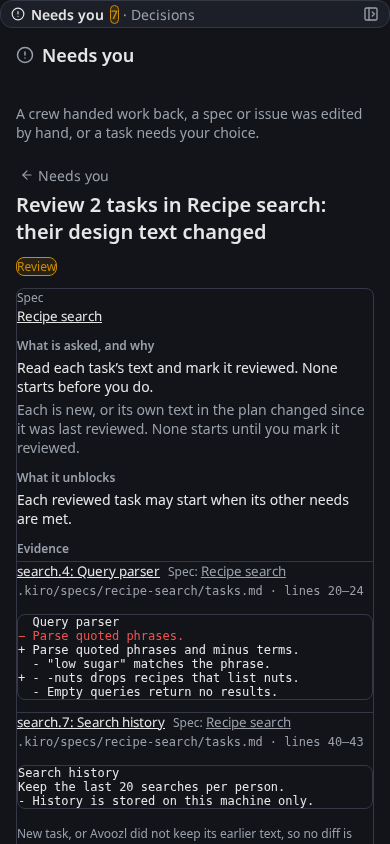 Needs you 7 · Decisions
Needs you
A crew handed work back, a spec or issue was edited
by hand, or a task needs your choice.
← Needs you
Review 2 tasks in Recipe search:
their design text changed
Review
Spec
Recipe search
What is asked, and why
Read each task’s text and mark it reviewed. None
starts before you do.
Each is new, or its own text in the plan changed since
it was last reviewed. None starts until you mark it
reviewed.
What it unblocks
Each reviewed task may start when its other needs
are met.
Evidence
search.4: Query parser Spec: Recipe search
.kiro/specs/recipe-search/tasks.md · lines 20–24
Query parser
− Parse quoted phrases.
+ Parse quoted phrases and minus terms.
- "low sugar" matches the phrase.
+ - -nuts drops recipes that list nuts.
- Empty queries return no results.
search.7: Search history Spec: Recipe search
.kiro/specs/recipe-search/tasks.md · lines 40–43
Search history
Keep the last 20 searches per person.
- History is stored on this machine only.
New task, or Avoozl did not keep its earlier text, so no diff is